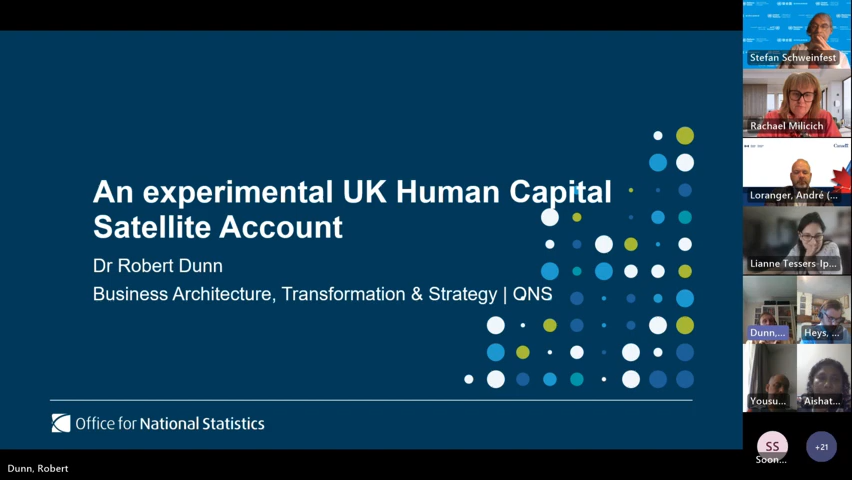 An experimental UK Human Capital
Satellite Account
Dr Robert Dunn
Business Architecture, Transformation & Strategy | ONS
Office for National Statistics
Dunn, Robert
Stefan Schweinfest
Rachael Milicich
Canada
Loranger, André (...
Lianne Tessers-Ip...
Dunn,...
Heys, ...
Yousu...
Aishat...
SS
Soon...
+21